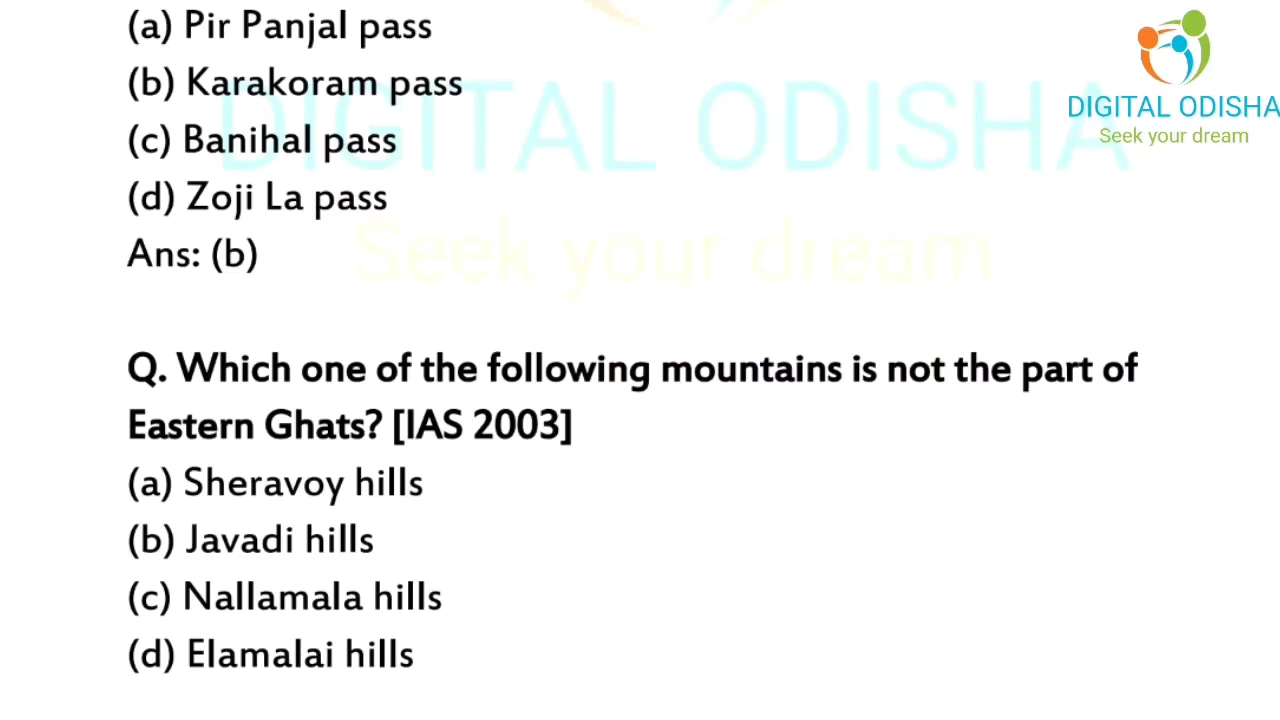 (a) Pir Panjal pass
(b) Karakoram pass
(c) Banihal pass
(d) Zoji La pass
Ans: (b)
DIGITAL ODISHA
Seek your dream
DIGITAL ODISHA
Seek your dream
Q. Which one of the following mountains is not the part of
Eastern Ghats? [IAS 2003]
(a) Sheravoy hills
(b) Javadi hills
(c) Nallamala hills
(d) Elamalai hills